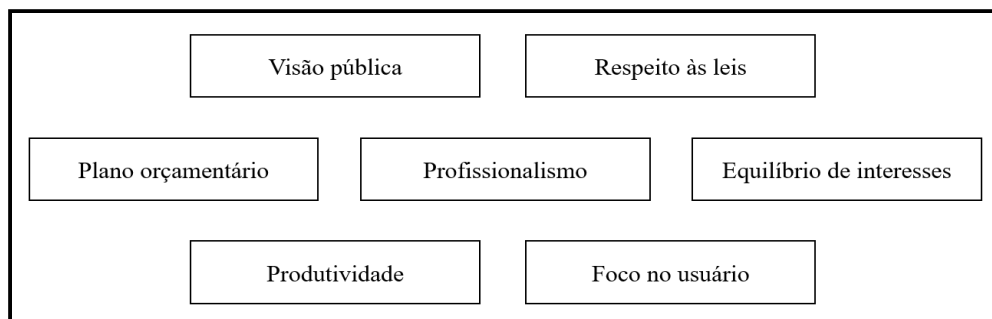 Visão pública
Respeito às leis
Plano orçamentário
Profissionalismo
Equilíbrio de interesses
Produtividade
Foco no usuário